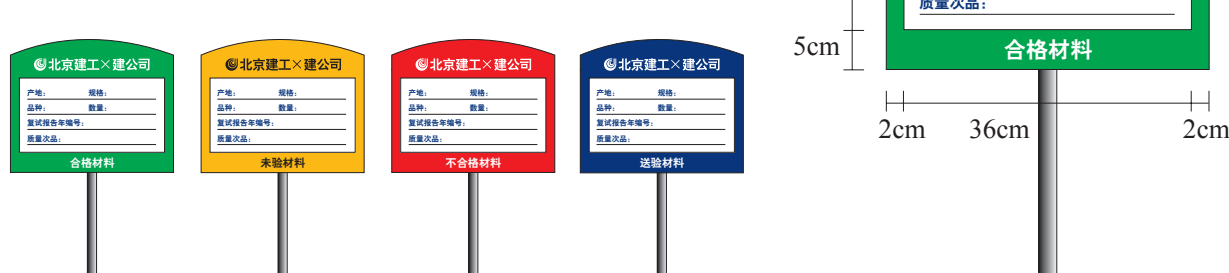 北京建工×建公司
产地： 规格：
品种： 数量：
复试报告年编号：
质量次品：
合格材料
北京建工×建公司
产地： 规格：
品种： 数量：
复试报告年编号：
质量次品：
未验材料
北京建工×建公司
产地： 规格：
品种： 数量：
复试报告年编号：
质量次品：
不合格材料
北京建工×建公司
产地： 规格：
品种： 数量：
复试报告年编号：
质量次品：
送验材料
质量次品：
5cm
合格材料
2cm 36cm 2cm